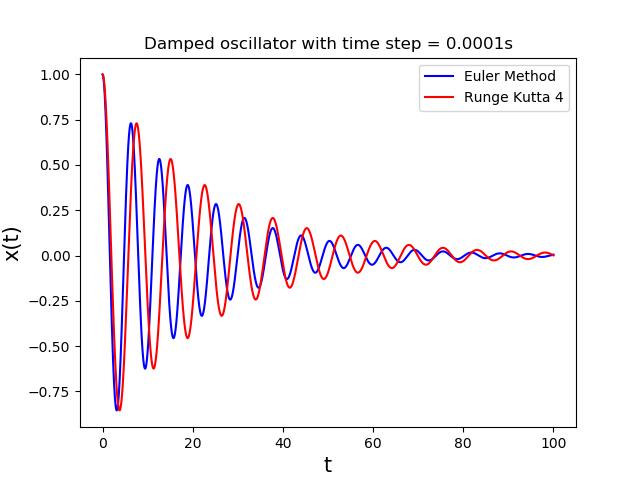 Damped oscillator with time step = 0.0001s
Euler Method
Runge Kutta 4
1.00
0.75
0.50
0.25
0.00
−0.25
−0.50
−0.75
x(t)
0 20 40 60 80 100
t